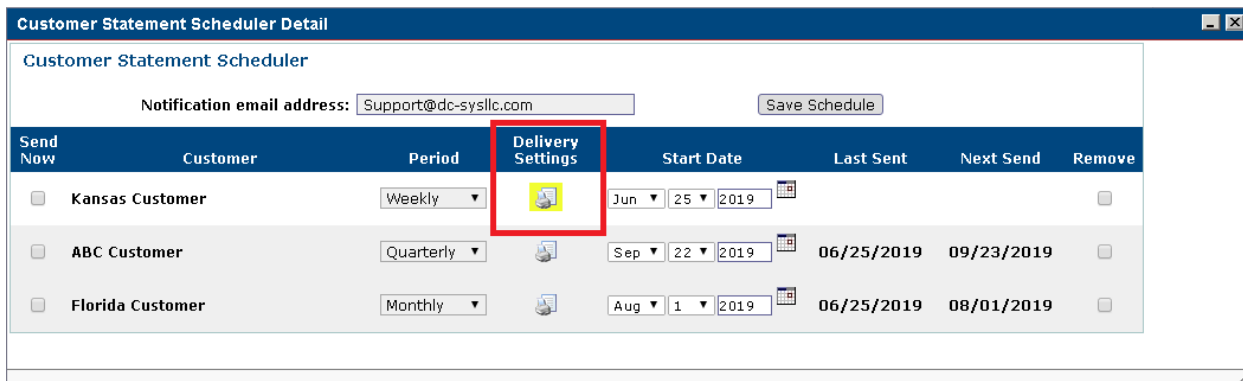 Customer Statement Scheduler Detail
Customer Statement Scheduler
Notification email address: Support@dc-sysllc.com Save Schedule
Send Now Customer Period Delivery Settings Start Date Last Sent Next Send Remove
Kansas Customer Weekly Jun 25 2019
ABC Customer Quarterly Sep 22 2019 06/25/2019 09/23/2019
Florida Customer Monthly Aug 1 2019 06/25/2019 08/01/2019